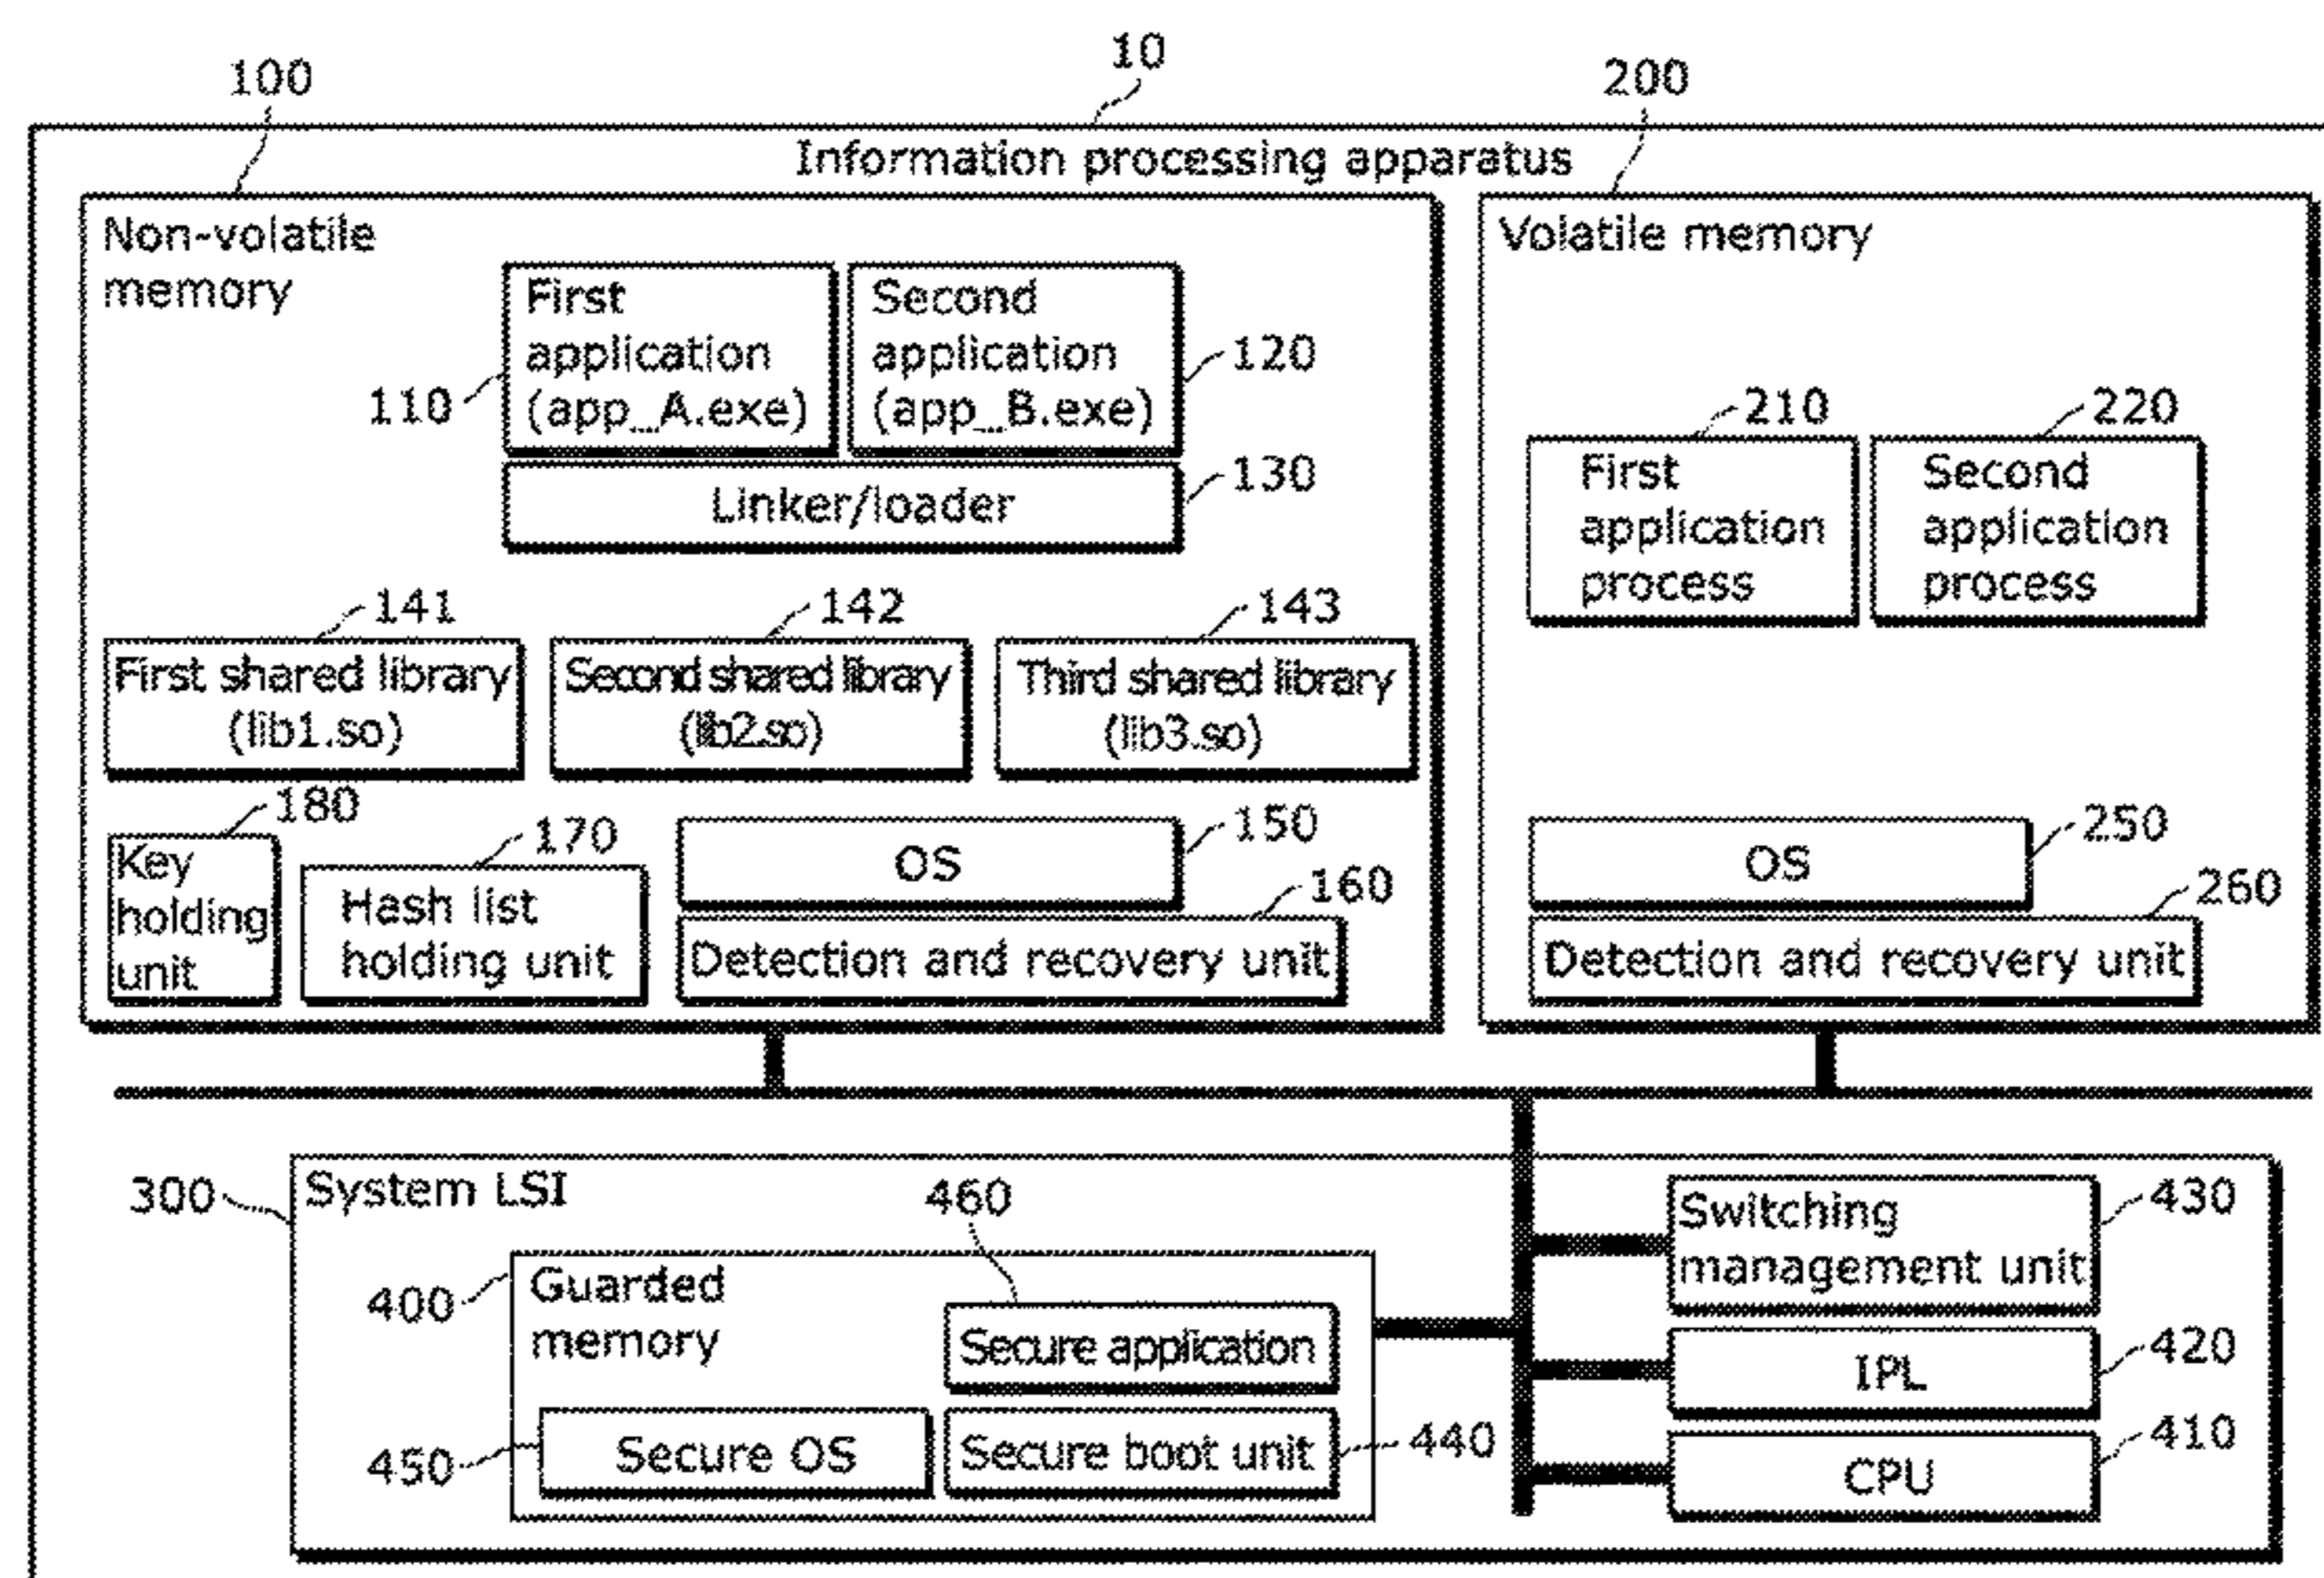 10
100
200
Information processing apparatus
Non-volatile
memory
First
application
(app_A.exe)
110
Second
application
(app_B.exe)
120
Linker/loader
130
141
First shared library
(lib1.so)
142
Second shared library
(lib2.so)
143
Third shared library
(lib3.so)
180
Key
holding
unit
170
Hash list
holding unit
OS
150
160
Detection and recovery unit
Volatile memory
210
First
application
process
220
Second
application
process
OS
250
260
Detection and recovery unit
300
System LSI
400
Guarded
memory
460
Secure application
450
Secure OS
Secure boot unit
440
Switching
management unit
430
IPL
420
CPU
410